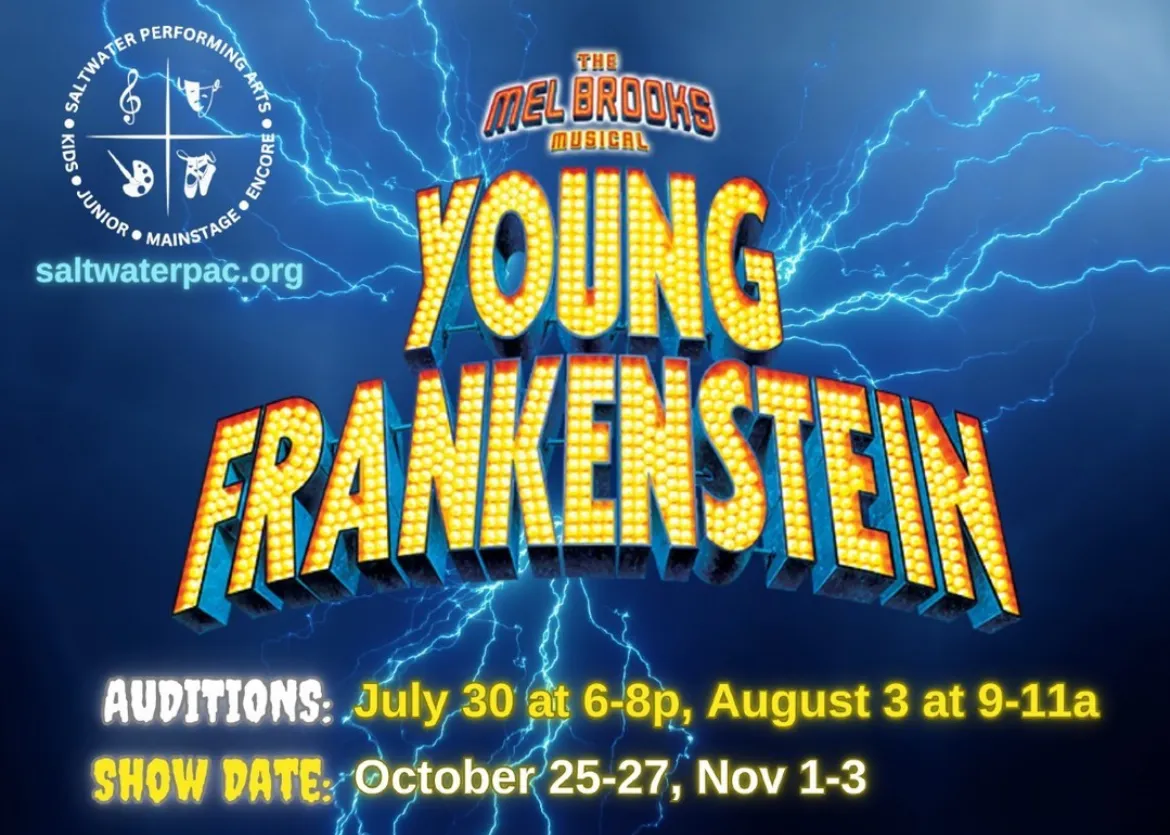 SALTWATER PERFORMING ARTS • KIDS • JUNIOR • MAINSTAGE • ENCORE •
saltwaterpac.org
THE
MEL BROOKS
MUSICAL
YOUNG
FRANKENSTEIN
AUDITIONS: July 30 at 6-8p, August 3 at 9-11a
SHOW DATE: October 25-27, Nov 1-3